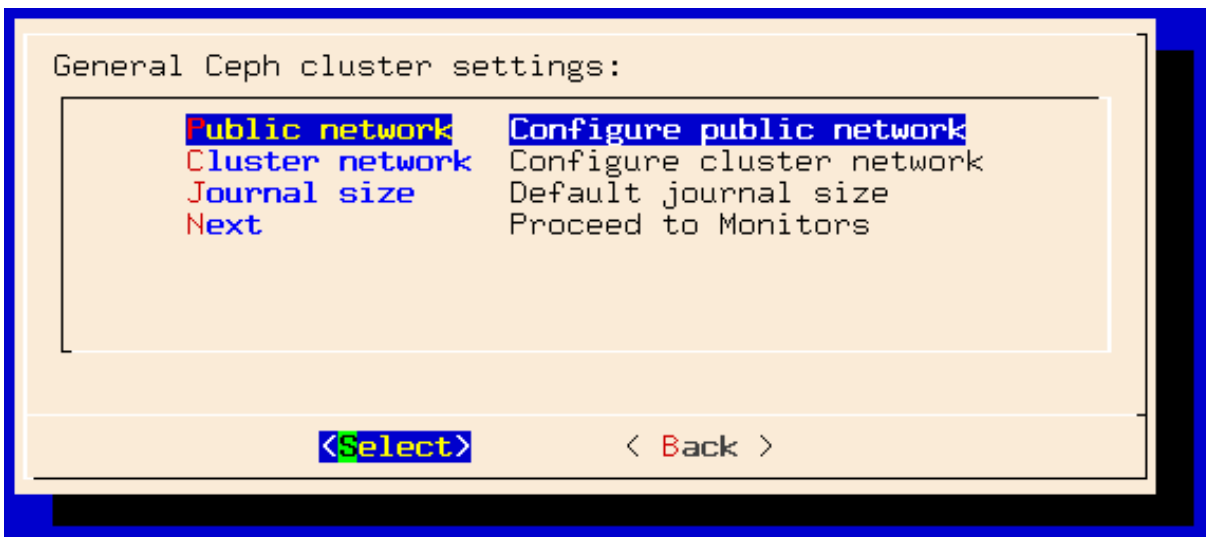 General Ceph cluster settings:
Public network Configure public network
Cluster network Configure cluster network
Journal size Default journal size
Next Proceed to Monitors
<Select> < Back >